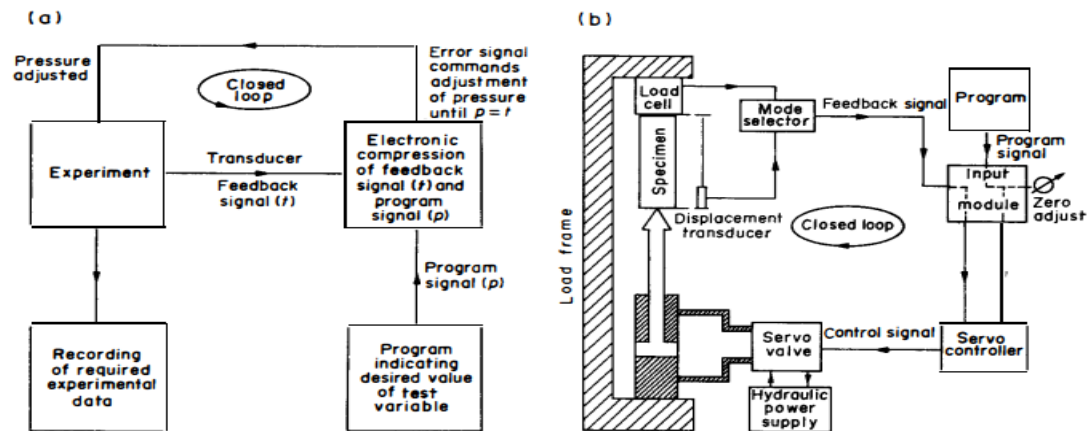 (a)
Pressure adjusted
Closed
loop
Error signal
commands
adjustment
of pressure
until p = t
Experiment
Transducer
Feedback
signal (t)
Electronic
compression
of feedback
signal (t) and
program
signal (p)
Program
signal (p)
Recording
of required
experimental
data
Program
indicating
desired value
of test
variable
(b)
Load frame
Load
cell
Specimen
Displacement
transducer
Mode
selector
Feedback signal
Program
Program
signal
Input
module
Zero
adjust
Closed loop
Servo
controller
Control signal
Servo
valve
Hydraulic
power
supply